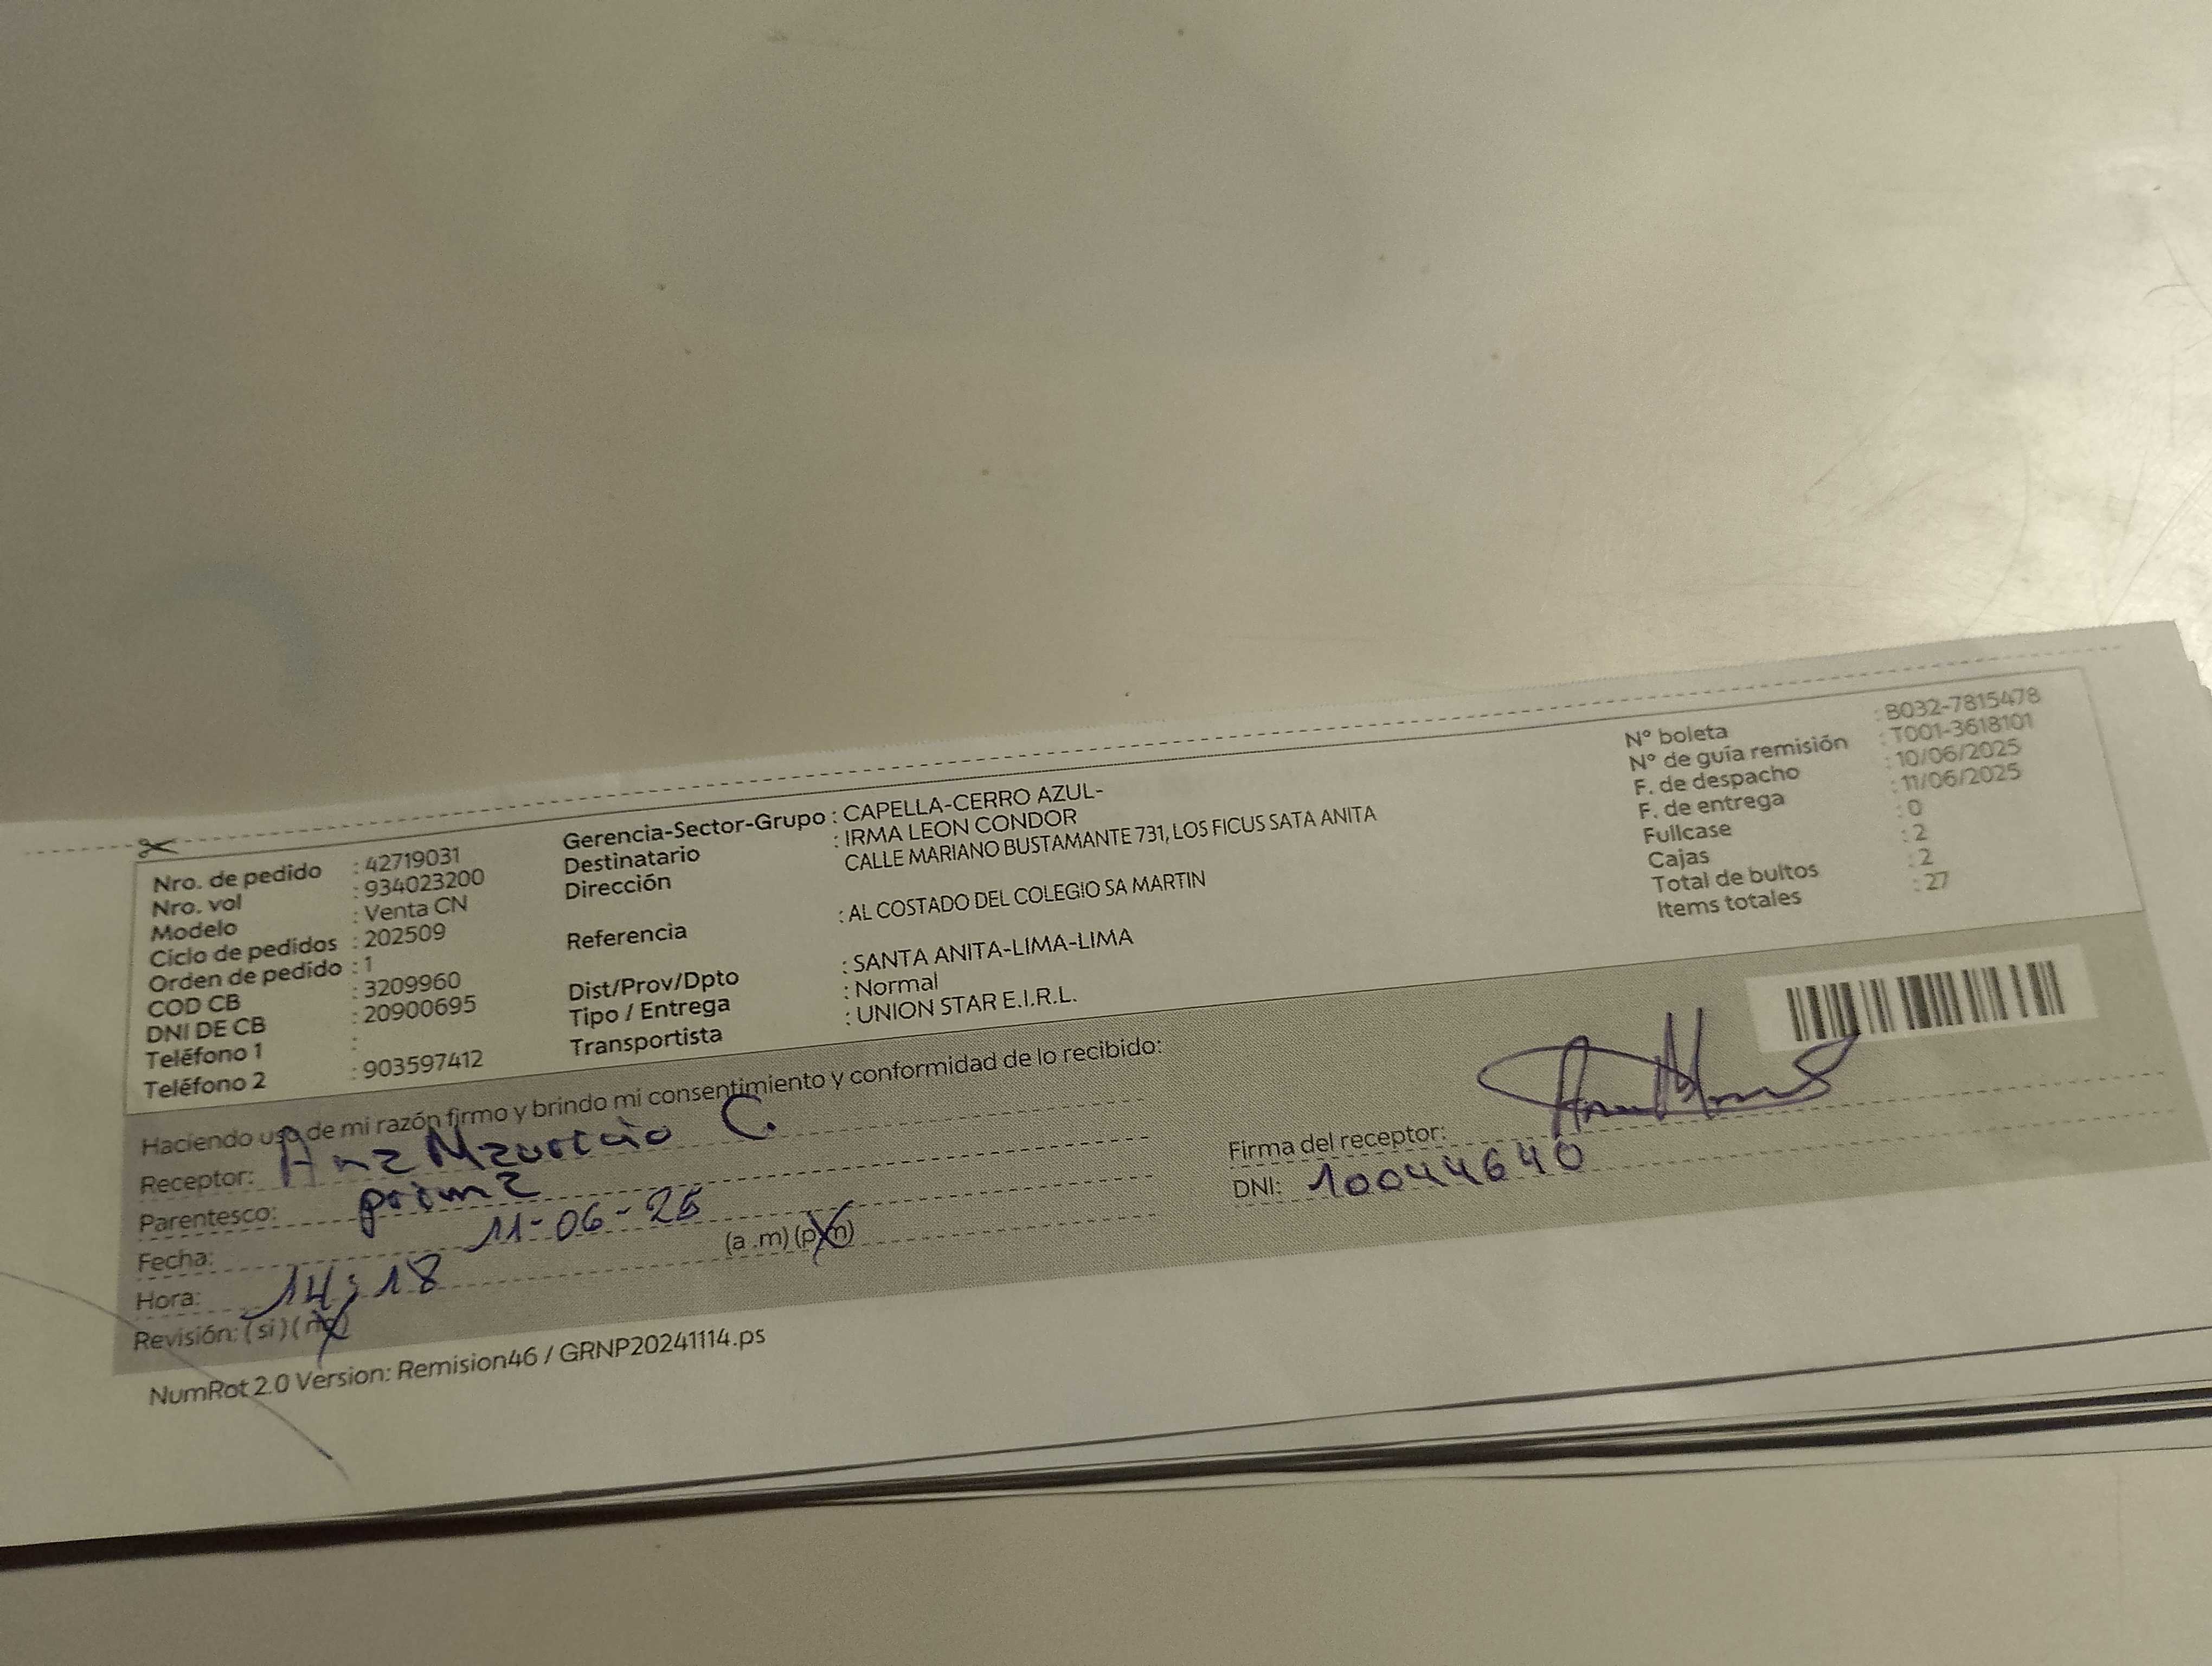 Nro. de pedido : 42719031
Nro. vol : 934023200
Modelo : Venta CN
Ciclo de pedidos : 202509
Orden de pedido : 1
COD CB : 3209960
DNI DE CB : 20900695
Teléfono 1 :
Teléfono 2 : 903597412
Gerencia-Sector-Grupo : CAPELLA-CERRO AZUL-
Destinatario : IRMA LEON CONDOR
Dirección CALLE MARIANO BUSTAMANTE 731, LOS FICUS SATA ANITA
Referencia : AL COSTADO DEL COLEGIO SA MARTIN
Dist/Prov/Dpto : SANTA ANITA-LIMA-LIMA
Tipo / Entrega : Normal
Transportista : UNION STAR E.I.R.L.
N° boleta : B032-7815478
N° de guía remisión : T001-3618101
F. de despacho : 10/06/2025
F. de entrega : 11/06/2025
Fullcase : 0
Cajas : 2
Total de bultos : 2
Items totales : 27
Haciendo uso de mi razón firmo y brindo mi consentimiento y conformidad de lo recibido:
Receptor: Ana Mauricio C.
Parentesco: prima
Fecha: 11-06-25
Hora: 14:18 (a .m) (p.m)
Revisión: (si) (no)
Firma del receptor:
DNI: 10044640
NumRot 2.0 Version: Remision46 / GRNP20241114.ps